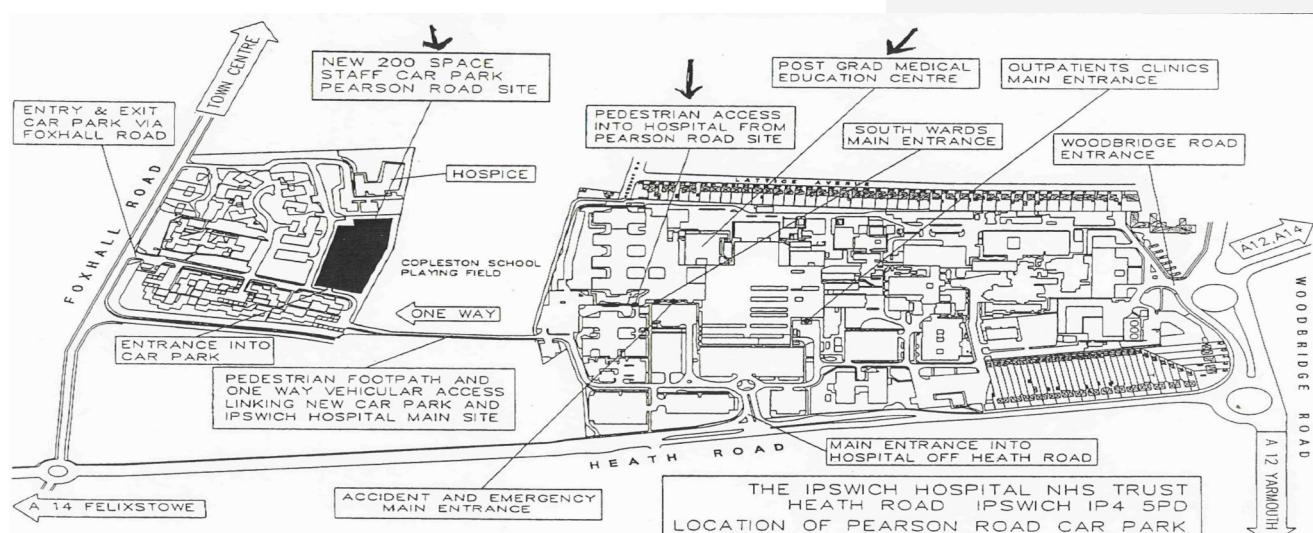 TOWN CENTRE
FOXHALL ROAD
ENTRY & EXIT
CAR PARK VIA
FOXHALL ROAD
NEW 200 SPACE
STAFF CAR PARK
PEARSON ROAD SITE
HOSPICE
PEDESTRIAN ACCESS
INTO HOSPITAL FROM
PEARSON ROAD SITE
POST GRAD MEDICAL
EDUCATION CENTRE
SOUTH WARDS
MAIN ENTRANCE
OUTPATIENTS CLINICS
MAIN ENTRANCE
WOODBRIDGE ROAD
ENTRANCE
LATTICE AVENUE
A12,A14
WOODBRIDGE ROAD
COPLESTON SCHOOL
PLAYING FIELD
ONE WAY
ENTRANCE INTO
CAR PARK
PEDESTRIAN FOOTPATH AND
ONE WAY VEHICULAR ACCESS
LINKING NEW CAR PARK AND
IPSWICH HOSPITAL MAIN SITE
HEATH ROAD
MAIN ENTRANCE INTO
HOSPITAL OFF HEATH ROAD
ACCIDENT AND EMERGENCY
MAIN ENTRANCE
A 14 FELIXSTOWE
A 12 YARMOUTH
THE IPSWICH HOSPITAL NHS TRUST
HEATH ROAD IPSWICH IP4 5PD
LOCATION OF PEARSON ROAD CAR PARK